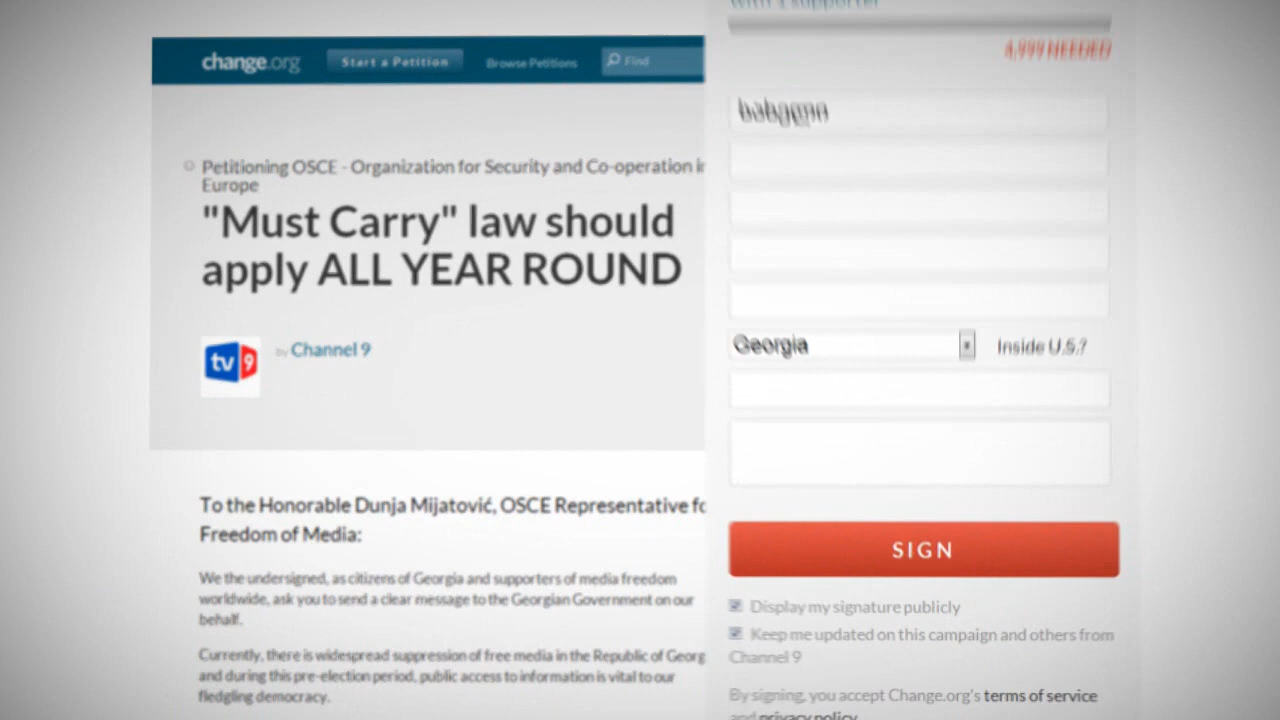 change.org
Start a Petition
Browse Petitions
Find
Petitioning OSCE - Organization for Security and Co-operation in
Europe
"Must Carry" law should
apply ALL YEAR ROUND
tv 9
by Channel 9
To the Honorable Dunja Mijatović, OSCE Representative fo
Freedom of Media:
We the undersigned, as citizens of Georgia and supporters of media freedom
worldwide, ask you to send a clear message to the Georgian Government on our
behalf.
Currently, there is widespread suppression of free media in the Republic of Georg
and during this pre-election period, public access to information is vital to our
fledgling democracy.
With 1 supporter
4,999 NEEDED
Georgia
Inside U.S.?
SIGN
Display my signature publicly
Keep me updated on this campaign and others from
Channel 9
By signing, you accept Change.org's terms of service
and privacy policy